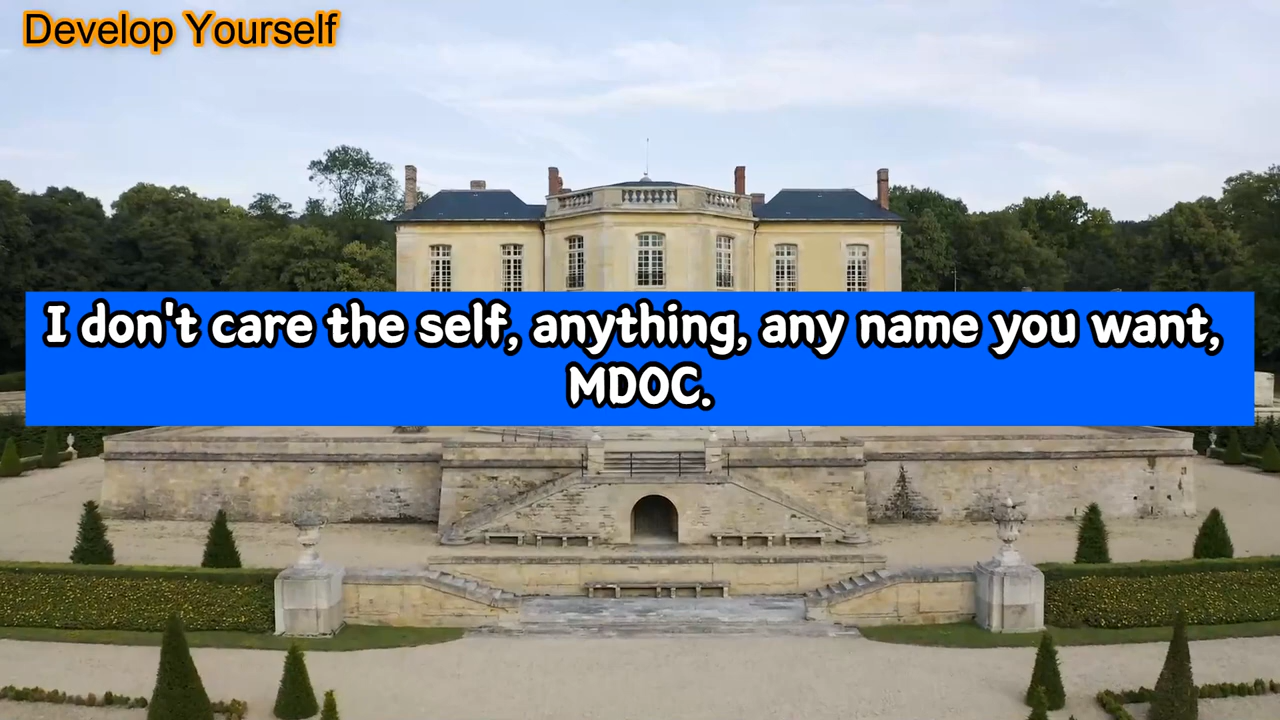 Develop Yourself
I don't care the self, anything, any name you want,
MDOC.